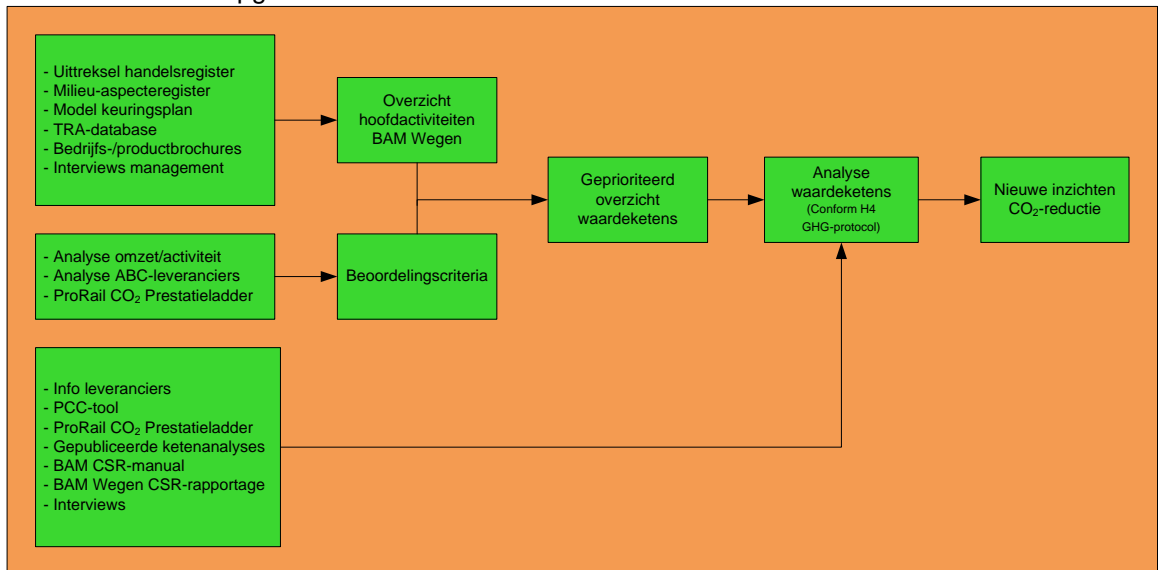 - Uittreksel handelsregister
- Milieu-aspecteregister
- Model keuringsplan
- TRA-database
- Bedrijfs-/productbrochures
- Interviews management
Overzicht
hoofdactiviteiten
BAM Wegen
Geprioriteerd
overzicht
waardeketens
Analyse
waardeketens
(Conform H4
GHG-protocol)
Nieuwe inzichten
CO₂-reductie
- Analyse omzet/activiteit
- Analyse ABC-leveranciers
- ProRail CO₂ Prestatieladder
Beoordelingscriteria
- Info leveranciers
- PCC-tool
- ProRail CO₂ Prestatieladder
- Gepubliceerde ketenanalyses
- BAM CSR-manual
- BAM Wegen CSR-rapportage
- Interviews